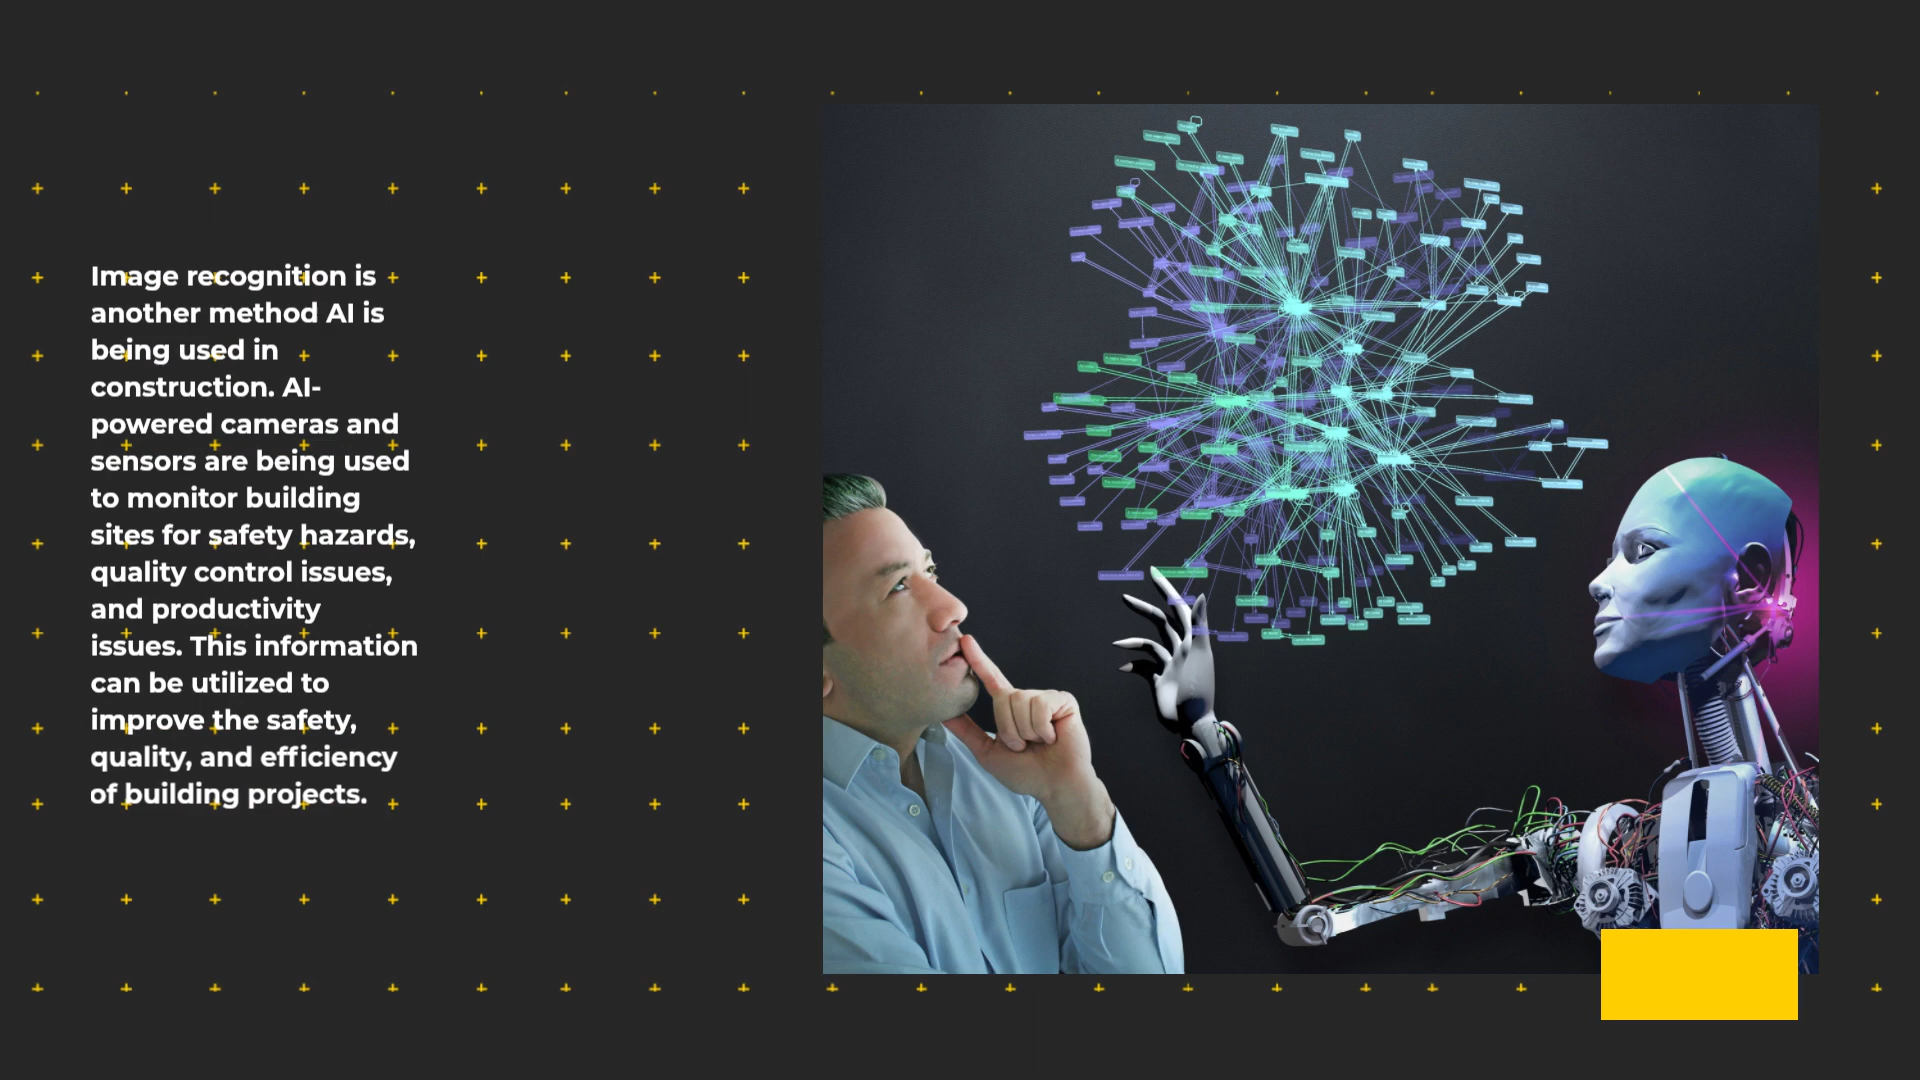 Image recognition is
another method AI is
being used in
construction. AI-
powered cameras and
sensors are being used
to monitor building
sites for safety hazards,
quality control issues,
and productivity
issues. This information
can be utilized to
improve the safety,
quality, and efficiency
of building projects.